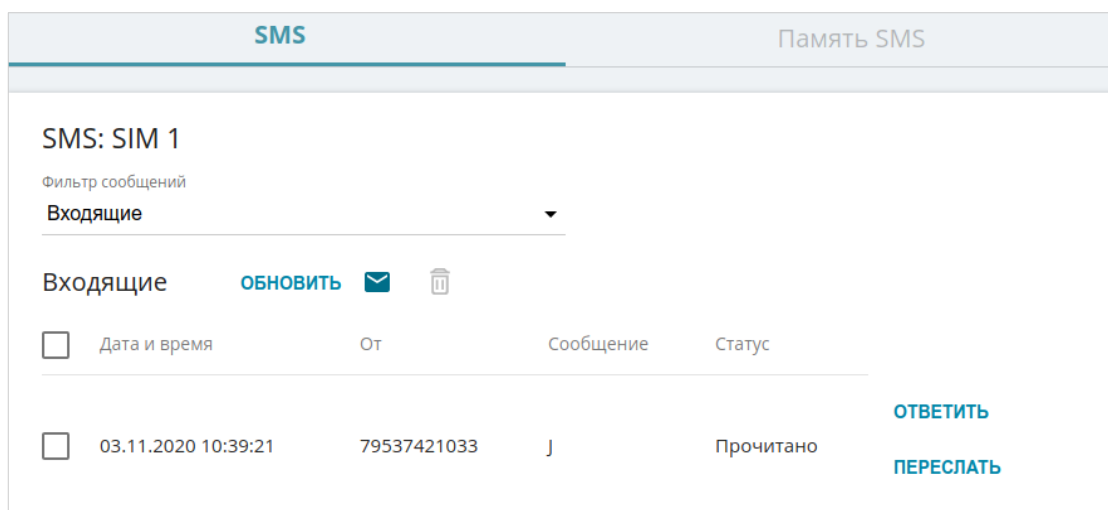 SMS Память SMS
SMS: SIM 1
Фильтр сообщений
Входящие
Входящие ОБНОВИТЬ
Дата и время От Сообщение Статус
ОТВЕТИТЬ
03.11.2020 10:39:21 79537421033 J Прочитано
ПЕРЕСЛАТЬ